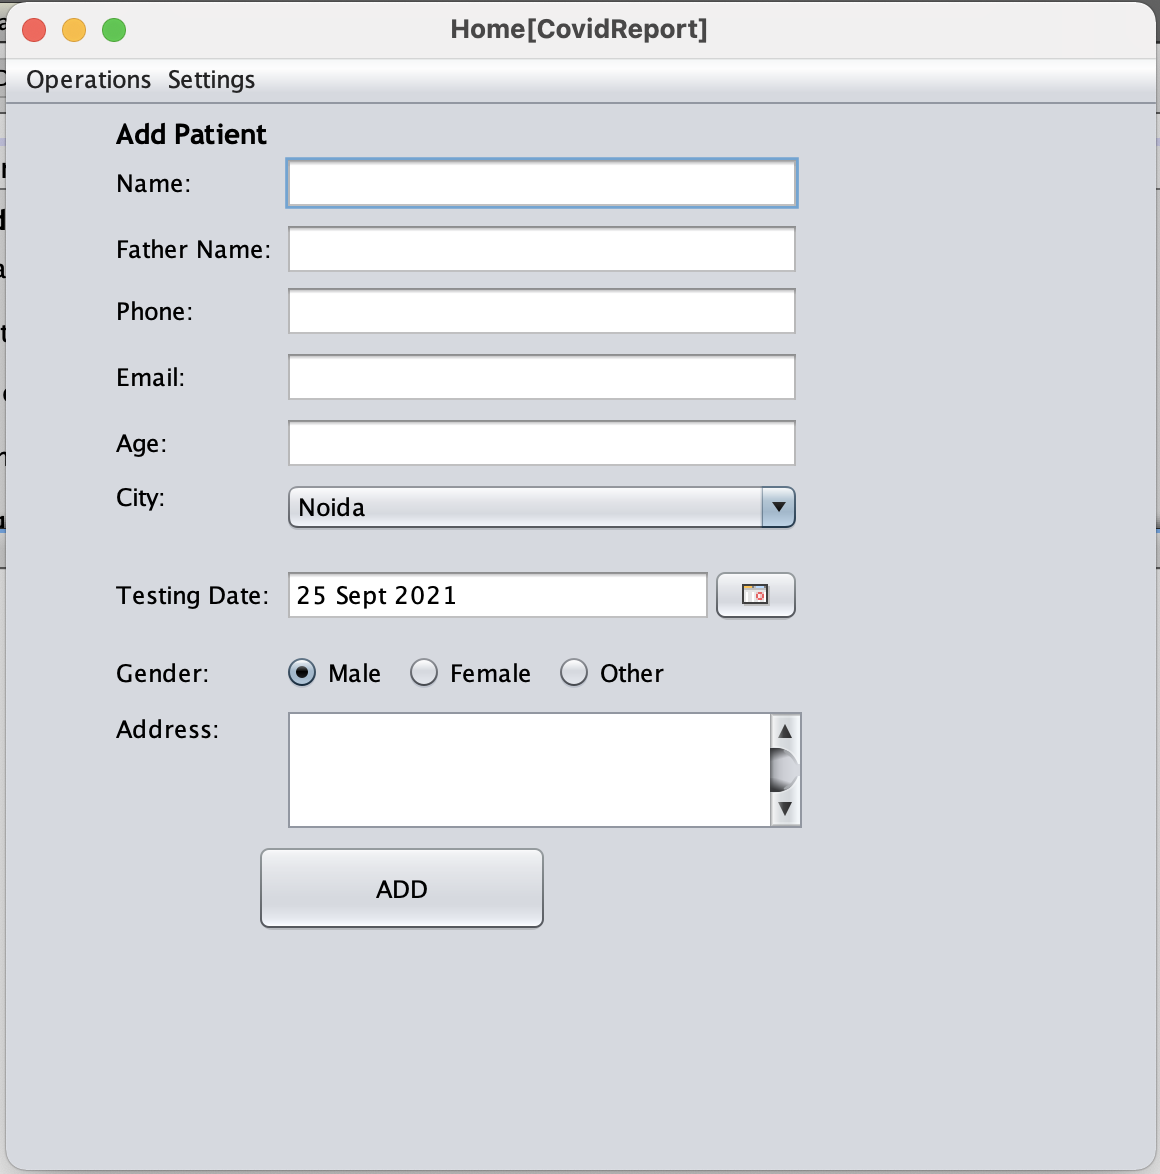 Home[CovidReport]
Operations Settings
Add Patient
Name:
Father Name:
Phone:
Email:
Age:
City: Noida
Testing Date: 25 Sept 2021
Gender: Male Female Other
Address:
ADD